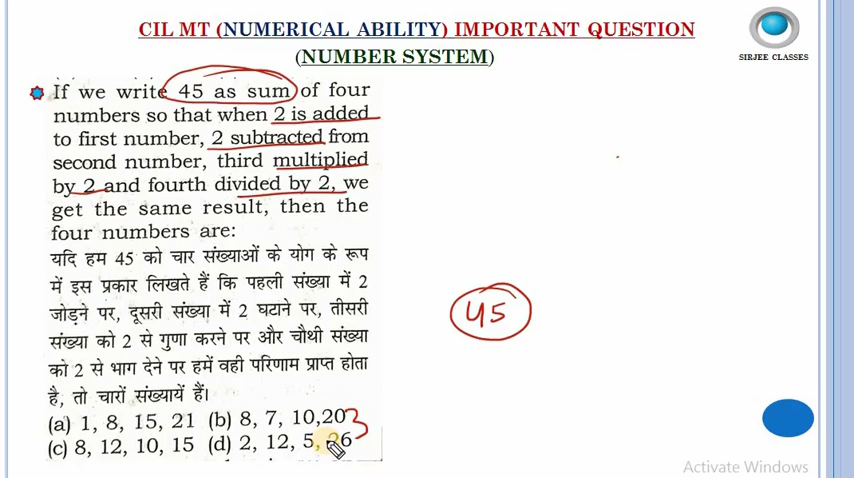 CIL MT (NUMERICAL ABILITY) IMPORTANT QUESTION
(NUMBER SYSTEM)
SIRJEE CLASSES
If we write 45 as sum of four
numbers so that when 2 is added
to first number, 2 subtracted from
second number, third multiplied
by 2 and fourth divided by 2, we
get the same result, then the
four numbers are:
यदि हम 45 को चार संख्याओं के योग के रूप
में इस प्रकार लिखते हैं कि पहली संख्या में 2
जोड़ने पर, दूसरी संख्या में 2 घटाने पर, तीसरी
संख्या को 2 से गुणा करने पर और चौथी संख्या
को 2 से भाग देने पर हमें वही परिणाम प्राप्त होता
है, तो चारों संख्यायें हैं।
(a) 1, 8, 15, 21 (b) 8, 7, 10,20
3
(c) 8, 12, 10, 15 (d) 2, 12, 5,
45
Activate Windows